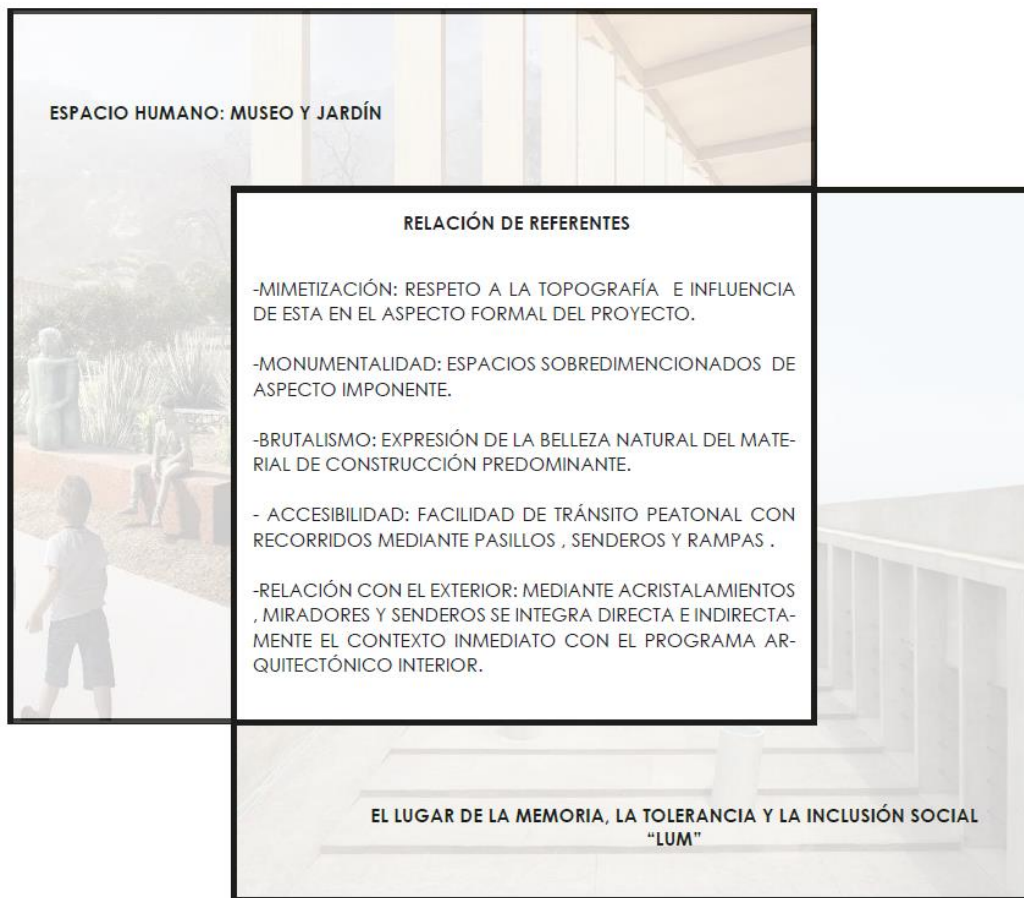 ESPACIO HUMANO: MUSEO Y JARDÍN
RELACIÓN DE REFERENTES
-MIMETIZACIÓN: RESPETO A LA TOPOGRAFÍA E INFLUENCIA
DE ESTA EN EL ASPECTO FORMAL DEL PROYECTO.
-MONUMENTALIDAD: ESPACIOS SOBREDIMENCIONADOS DE
ASPECTO IMPONENTE.
-BRUTALISMO: EXPRESIÓN DE LA BELLEZA NATURAL DEL MATE-
RIAL DE CONSTRUCCIÓN PREDOMINANTE.
- ACCESIBILIDAD: FACILIDAD DE TRÁNSITO PEATONAL CON
RECORRIDOS MEDIANTE PASILLOS , SENDEROS Y RAMPAS .
-RELACIÓN CON EL EXTERIOR: MEDIANTE ACRISTALAMIENTOS
, MIRADORES Y SENDEROS SE INTEGRA DIRECTA E INDIRECTA-
MENTE EL CONTEXTO INMEDIATO CON EL PROGRAMA AR-
QUITECTÓNICO INTERIOR.
EL LUGAR DE LA MEMORIA, LA TOLERANCIA Y LA INCLUSIÓN SOCIAL
“LUM”